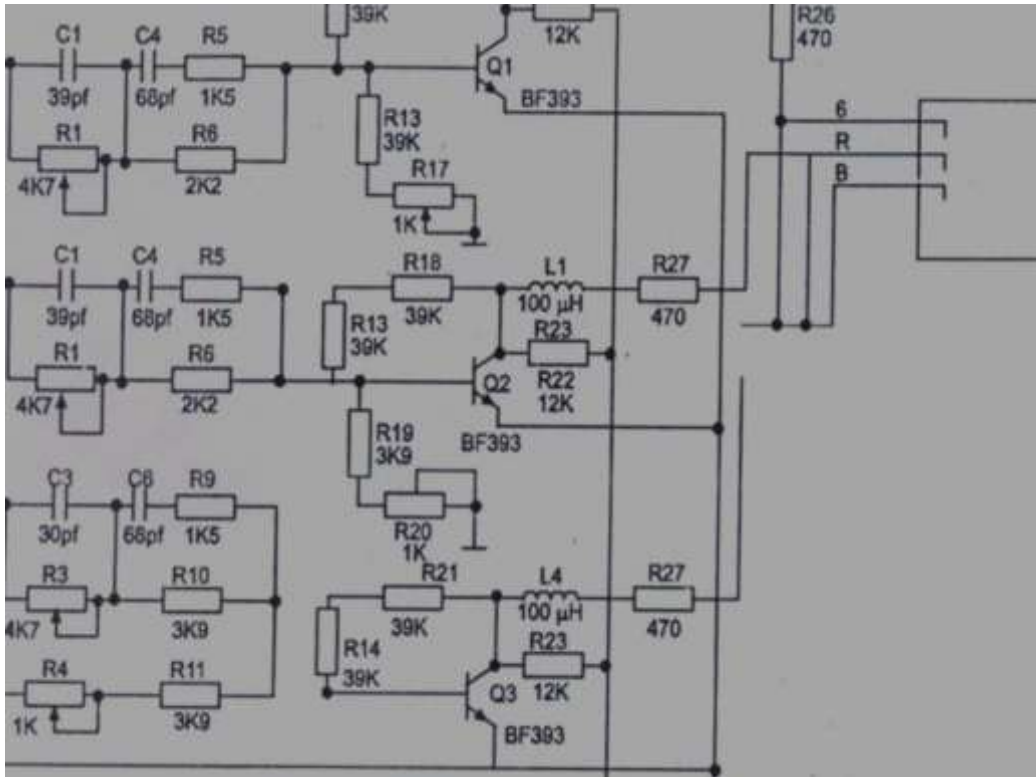 39K
12K
R26
470
C1
C4
R5
Q1
39pf
68pf
1K5
BF393
6
R13
39K
R
R1
R6
R17
B
4K7
2K2
1K
C1
C4
R5
R18
L1
R27
39pf
68pf
1K5
39K
100 µH
470
R13
39K
R23
R1
R6
Q2
R22
4K7
2K2
12K
R19
3K9
BF393
C3
C6
R9
30pf
66pf
1K5
R20
1K
R3
R10
R21
L4
R27
4K7
3K9
39K
100 µH
470
R14
39K
R23
R4
R11
Q3
12K
1K
3K9
BF393